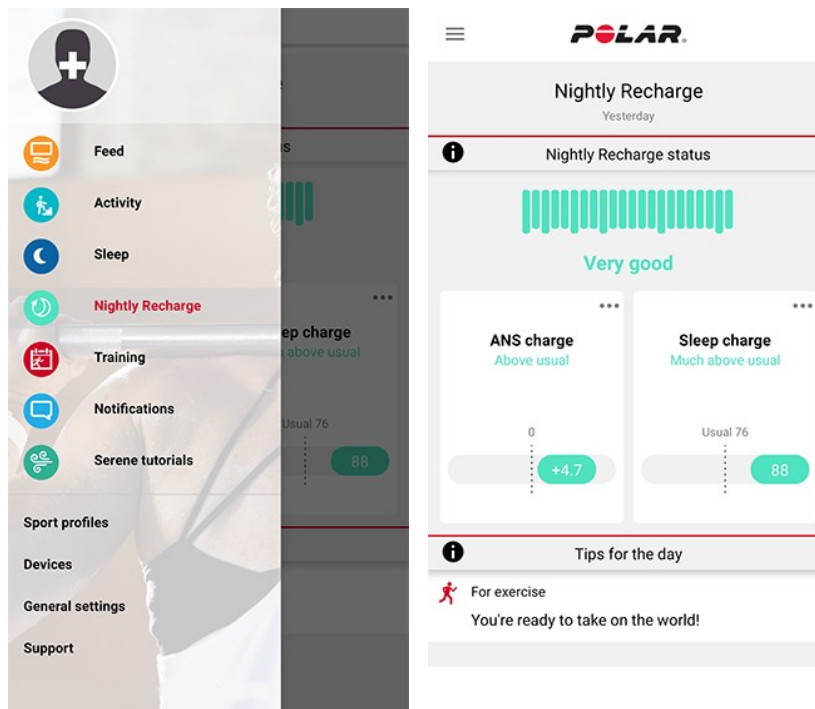 Feed
Activity
Sleep
Nightly Recharge
Training
Notifications
Serene tutorials
Sport profiles
Devices
General settings
Support
ep charge
above usual
Usual 76
88
POLAR.
Nightly Recharge
Yesterday
Nightly Recharge status
Very good
ANS charge
Above usual
0
+4.7
Sleep charge
Much above usual
Usual 76
88
Tips for the day
For exercise
You're ready to take on the world!